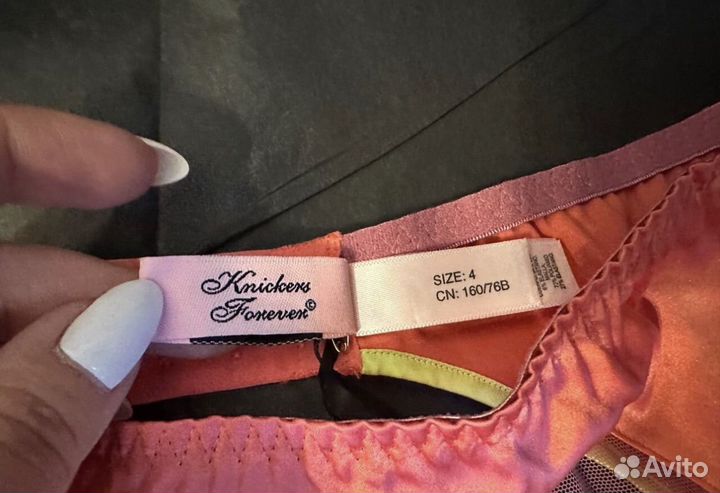 Knickers
Forever©
SIZE: 4
CN: 160/76B
Avito